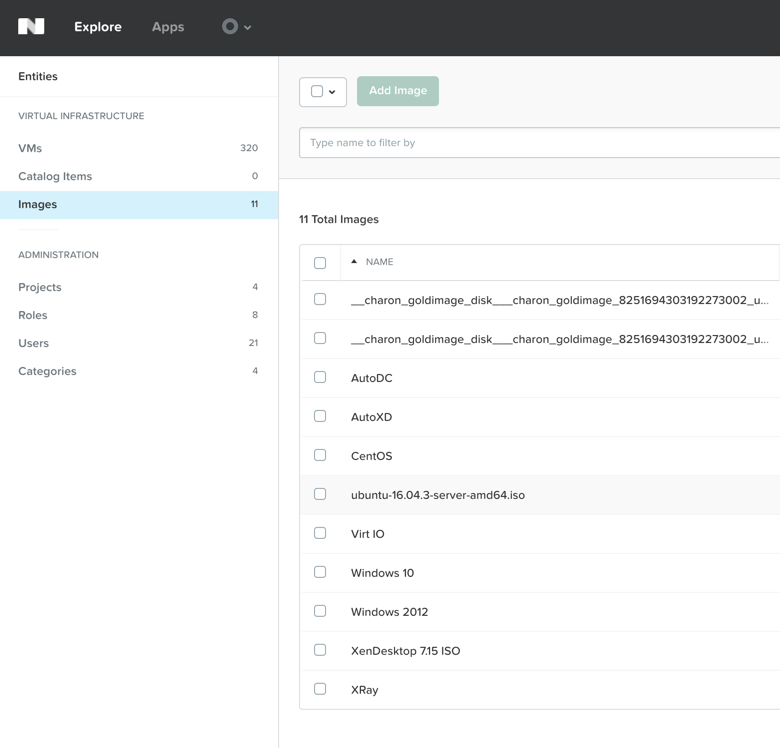 Explore Apps
Entities
VIRTUAL INFRASTRUCTURE
VMs 320
Catalog Items 0
Images 11
ADMINISTRATION
Projects 4
Roles 8
Users 21
Categories 4
Add Image
Type name to filter by
11 Total Images
NAME
__charon_goldimage_disk___charon_goldimage_8251694303192273002_u...
__charon_goldimage_disk___charon_goldimage_8251694303192273002_u...
AutoDC
AutoXD
CentOS
ubuntu-16.04.3-server-amd64.iso
Virt IO
Windows 10
Windows 2012
XenDesktop 7.15 ISO
XRay